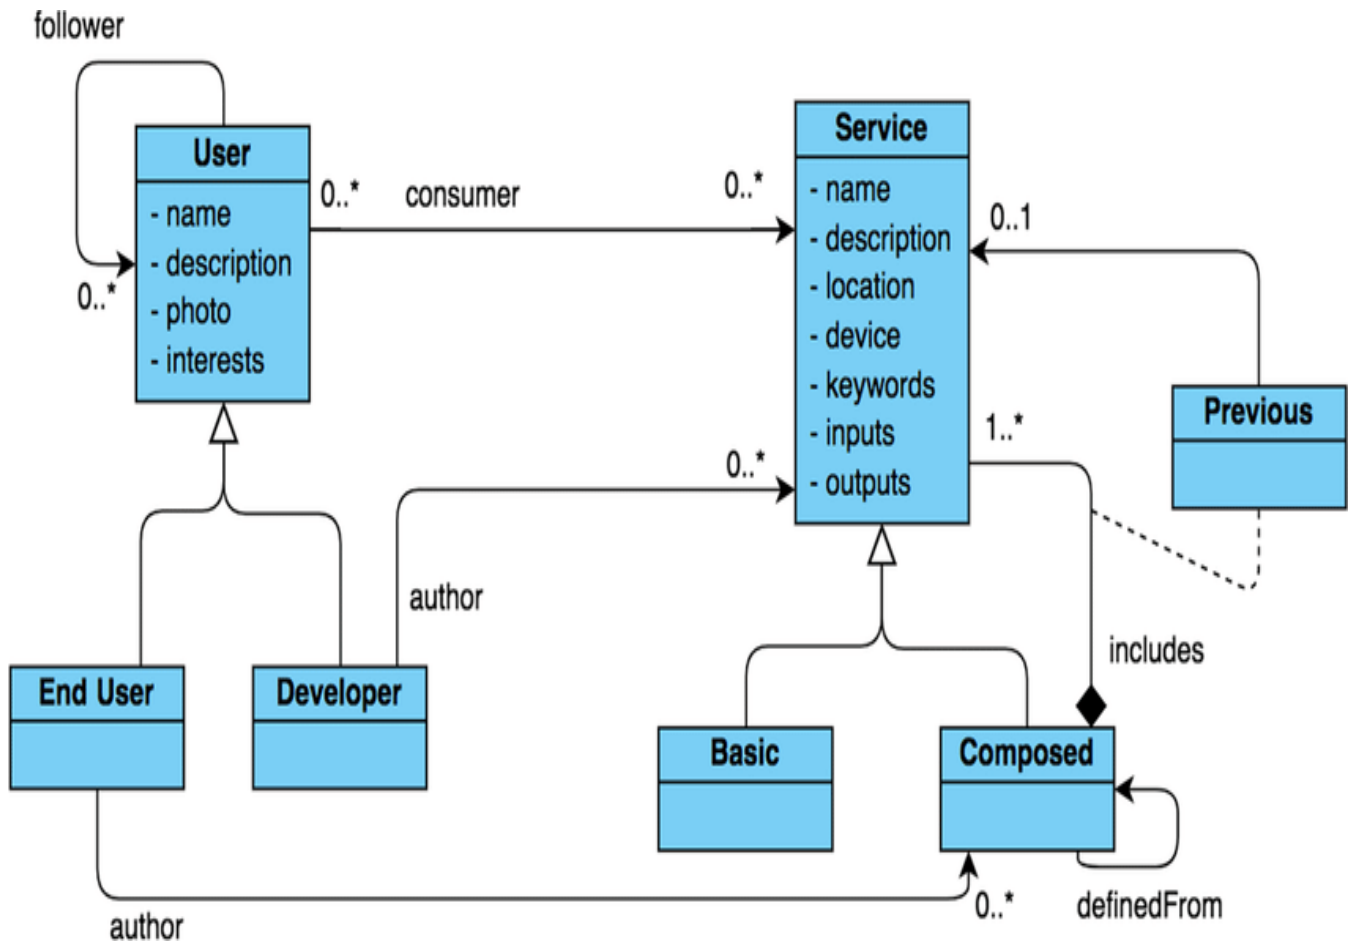 follower
User
- name
- description
- photo
- interests
0..*
0..*
consumer
0..*
Service
- name
- description
- location
- device
- keywords
- inputs
- outputs
0..1
1..*
Previous
0..*
author
includes
End User
Developer
Basic
Composed
author
0..*
definedFrom